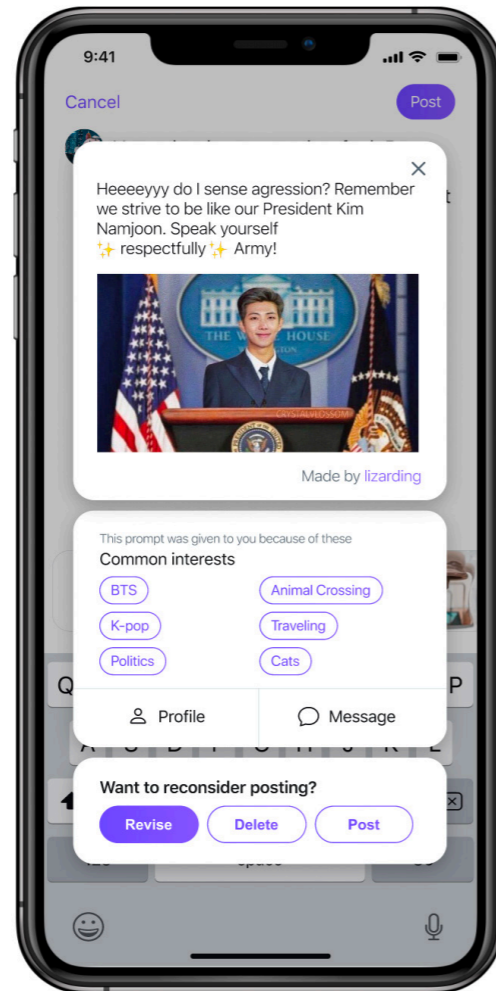 9:41
Cancel
Post
Heeeeyyy do I sense agression? Remember
we strive to be like our President Kim
Namjoon. Speak yourself
✨ respectfully ✨ Army!
THE WHITE HOUSE
CRYSTALVLOSSOM
Made by lizarding
This prompt was given to you because of these
Common interests
BTS
Animal Crossing
K-pop
Traveling
Politics
Cats
Q
P
Profile
Message
Want to reconsider posting?
Revise
Delete
Post